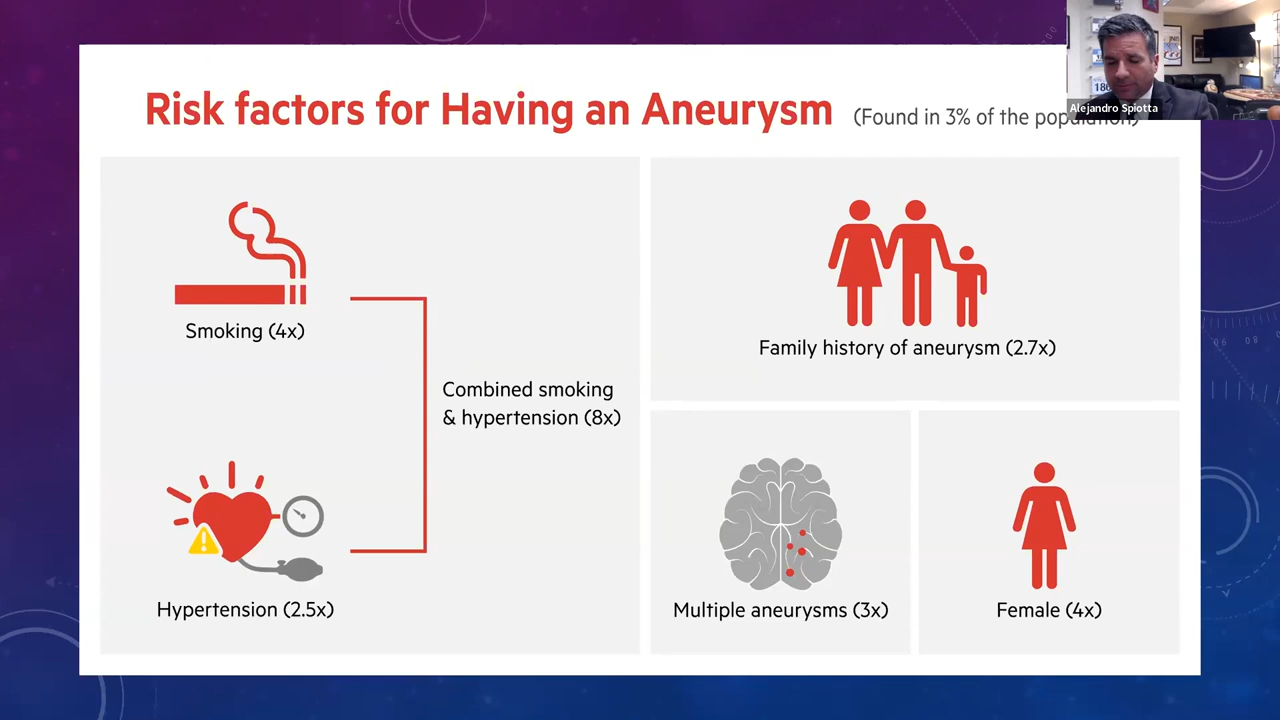 Risk factors for Having an Aneurysm (Found in 3% of the population)
Alejandro Spiotta
186
Smoking (4x)
Combined smoking
& hypertension (8x)
Hypertension (2.5x)
Family history of aneurysm (2.7x)
Multiple aneurysms (3x)
Female (4x)